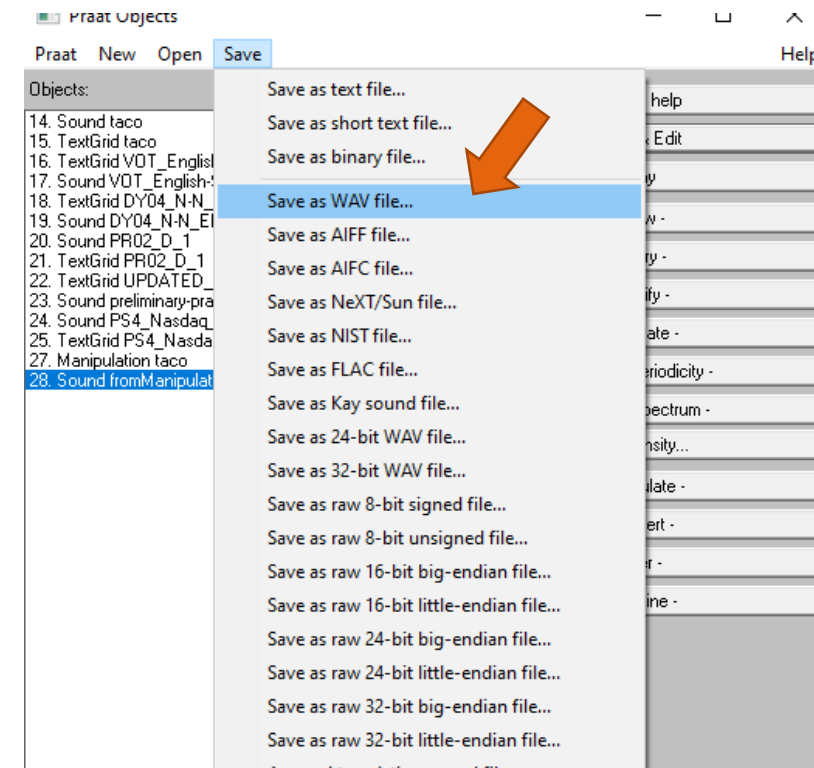 Praat Objects
Praat New Open Save Help
Objects:
14. Sound taco
15. TextGrid taco
16. TextGrid VOT_Englis
17. Sound VOT_English-
18. TextGrid DY04_N-N_
19. Sound DY04_N-N_El
20. Sound PR02_D_1
21. TextGrid PR02_D_1
22. TextGrid UPDATED_
23. Sound preliminary-pra
24. Sound PS4_Nasdaq_
25. TextGrid PS4_Nasda
27. Manipulation taco
28. Sound fromManipulat
Save as text file...
Save as short text file...
Save as binary file...
Save as WAV file...
Save as AIFF file...
Save as AIFC file...
Save as NeXT/Sun file...
Save as NIST file...
Save as FLAC file...
Save as Kay sound file...
Save as 24-bit WAV file...
Save as 32-bit WAV file...
Save as raw 8-bit signed file...
Save as raw 8-bit unsigned file...
Save as raw 16-bit big-endian file...
Save as raw 16-bit little-endian file...
Save as raw 24-bit big-endian file...
Save as raw 24-bit little-endian file...
Save as raw 32-bit big-endian file...
Save as raw 32-bit little-endian file...
help
Edit
w -
ry -
ify -
ate -
eriodicity -
pectrum -
nsity...
ulate -
ert -
r -
ine -